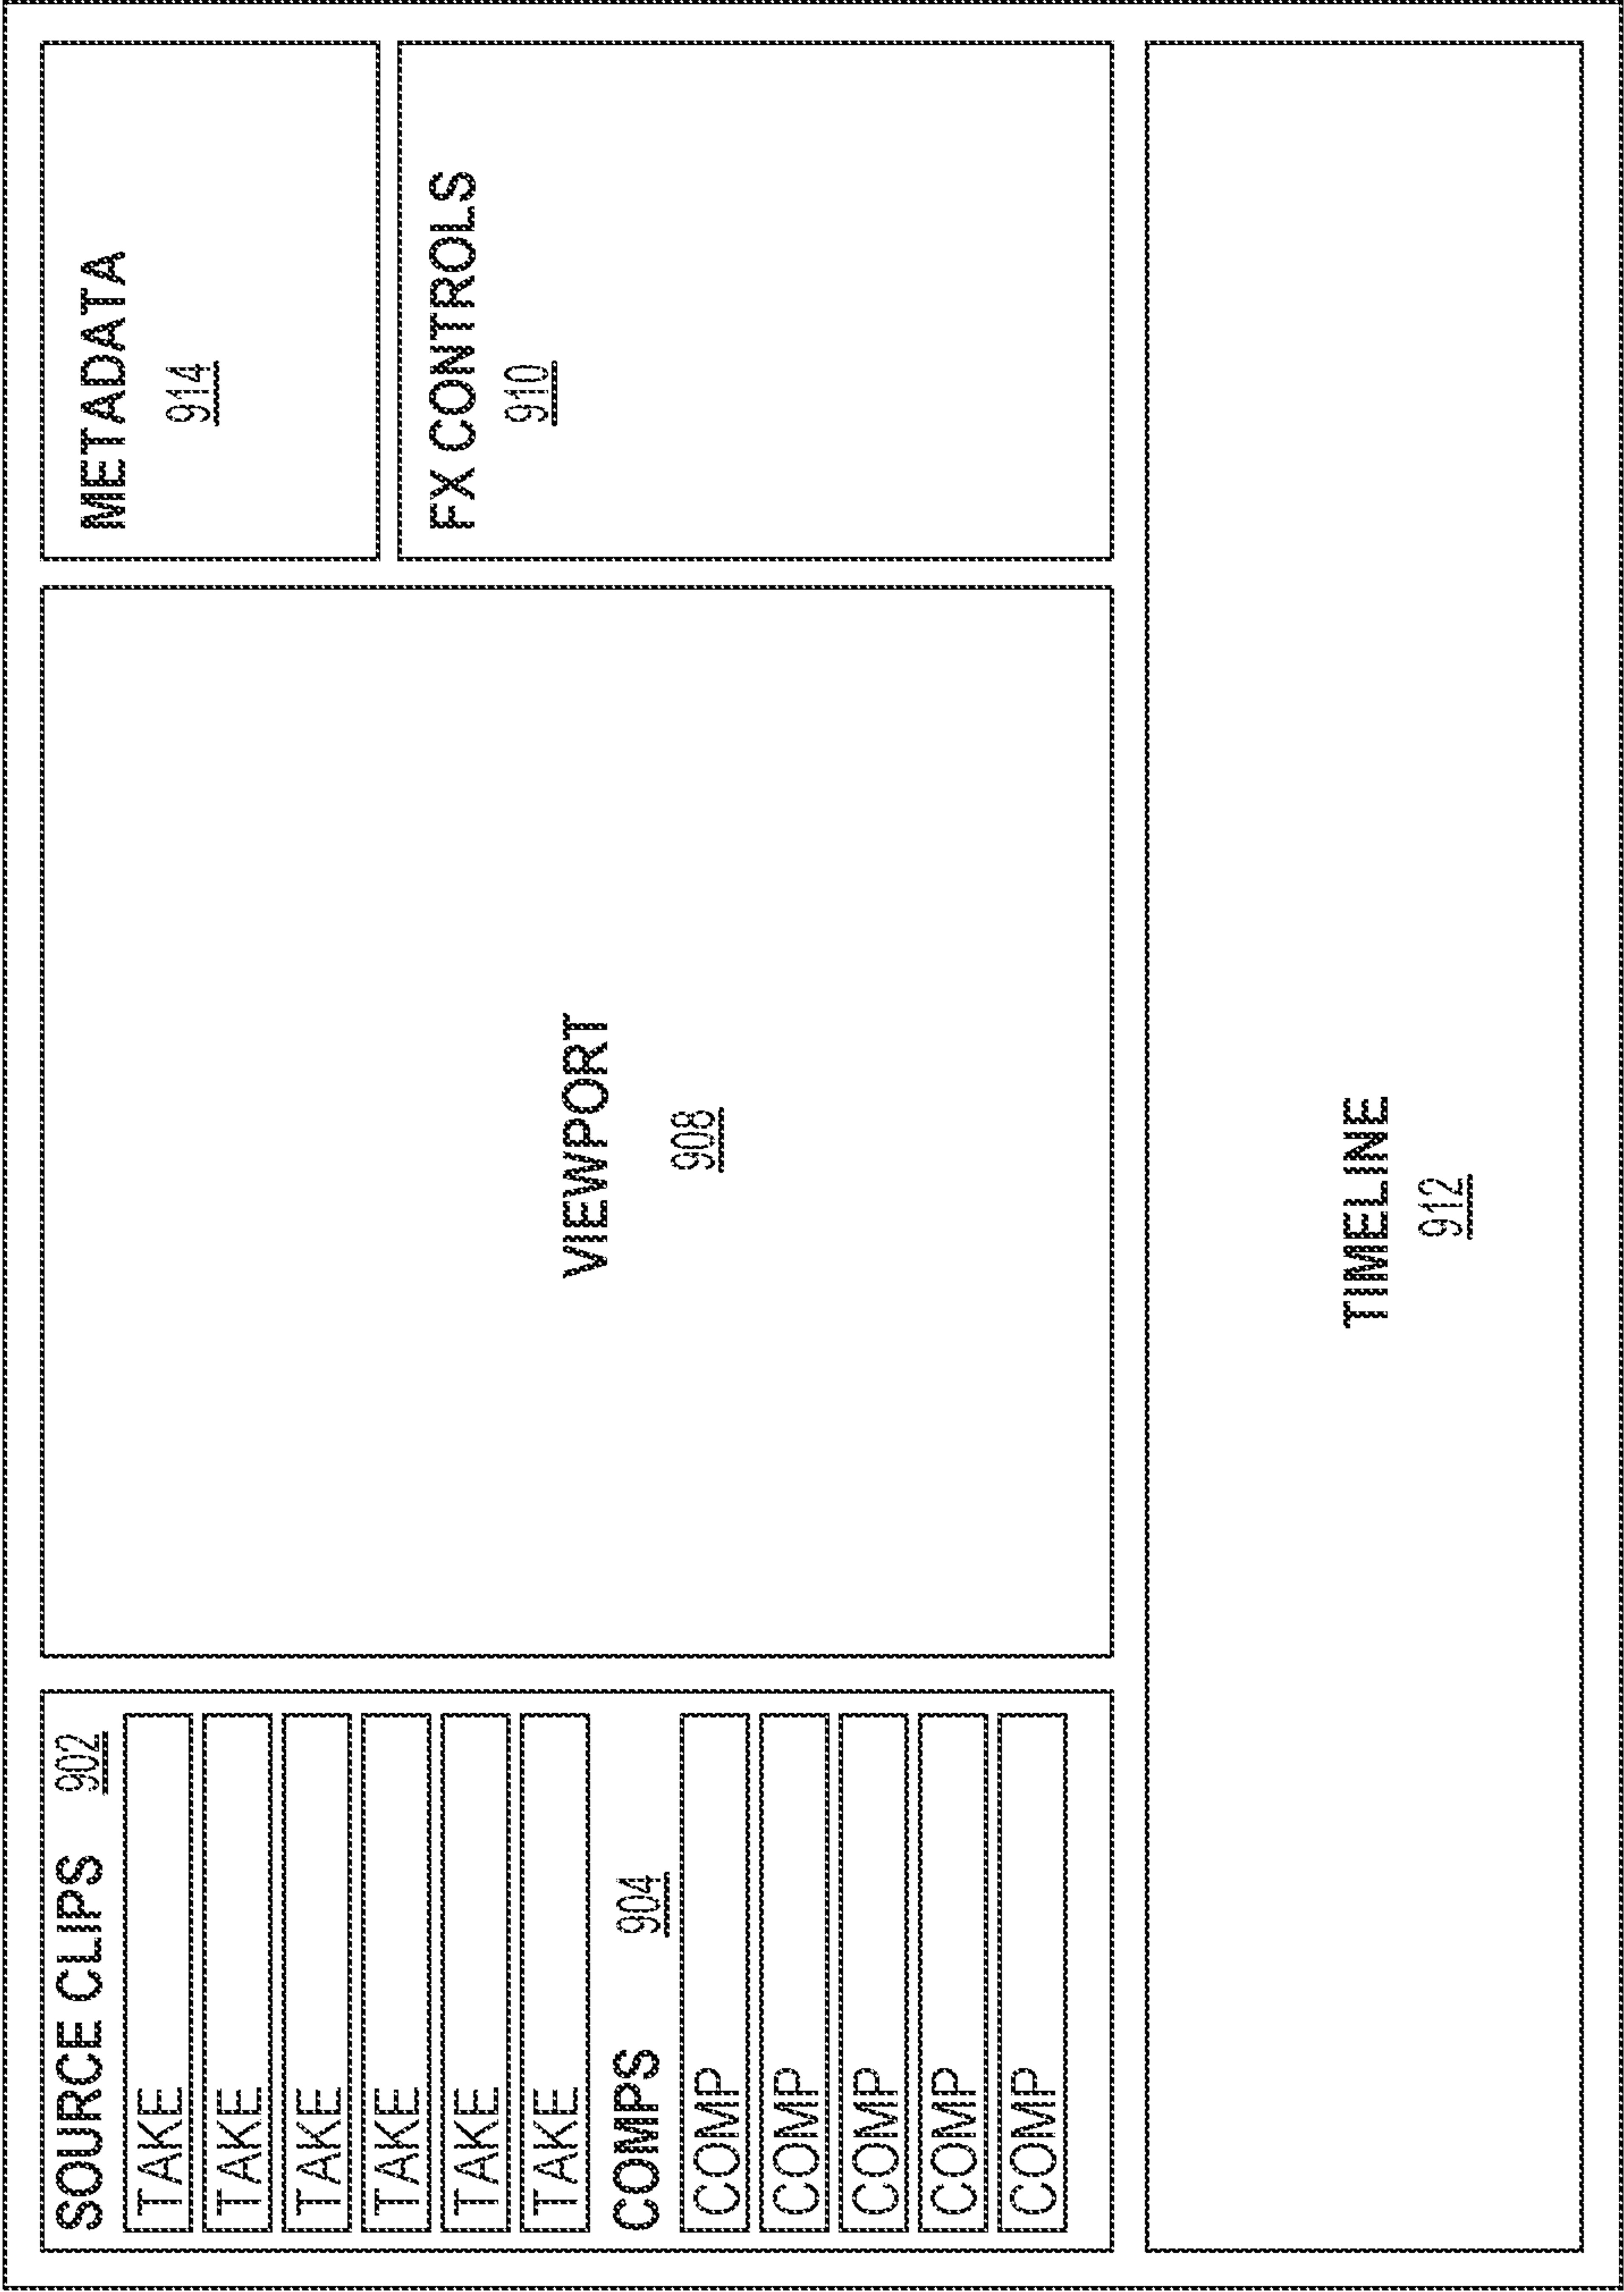 SOURCE CLIPS 902
TAKE
TAKE
TAKE
TAKE
TAKE
TAKE
COMPS 904
COMP
COMP
COMP
COMP
COMP
VIEWPORT
908
METADATA
914
FX CONTROLS
910
TIMELINE
912